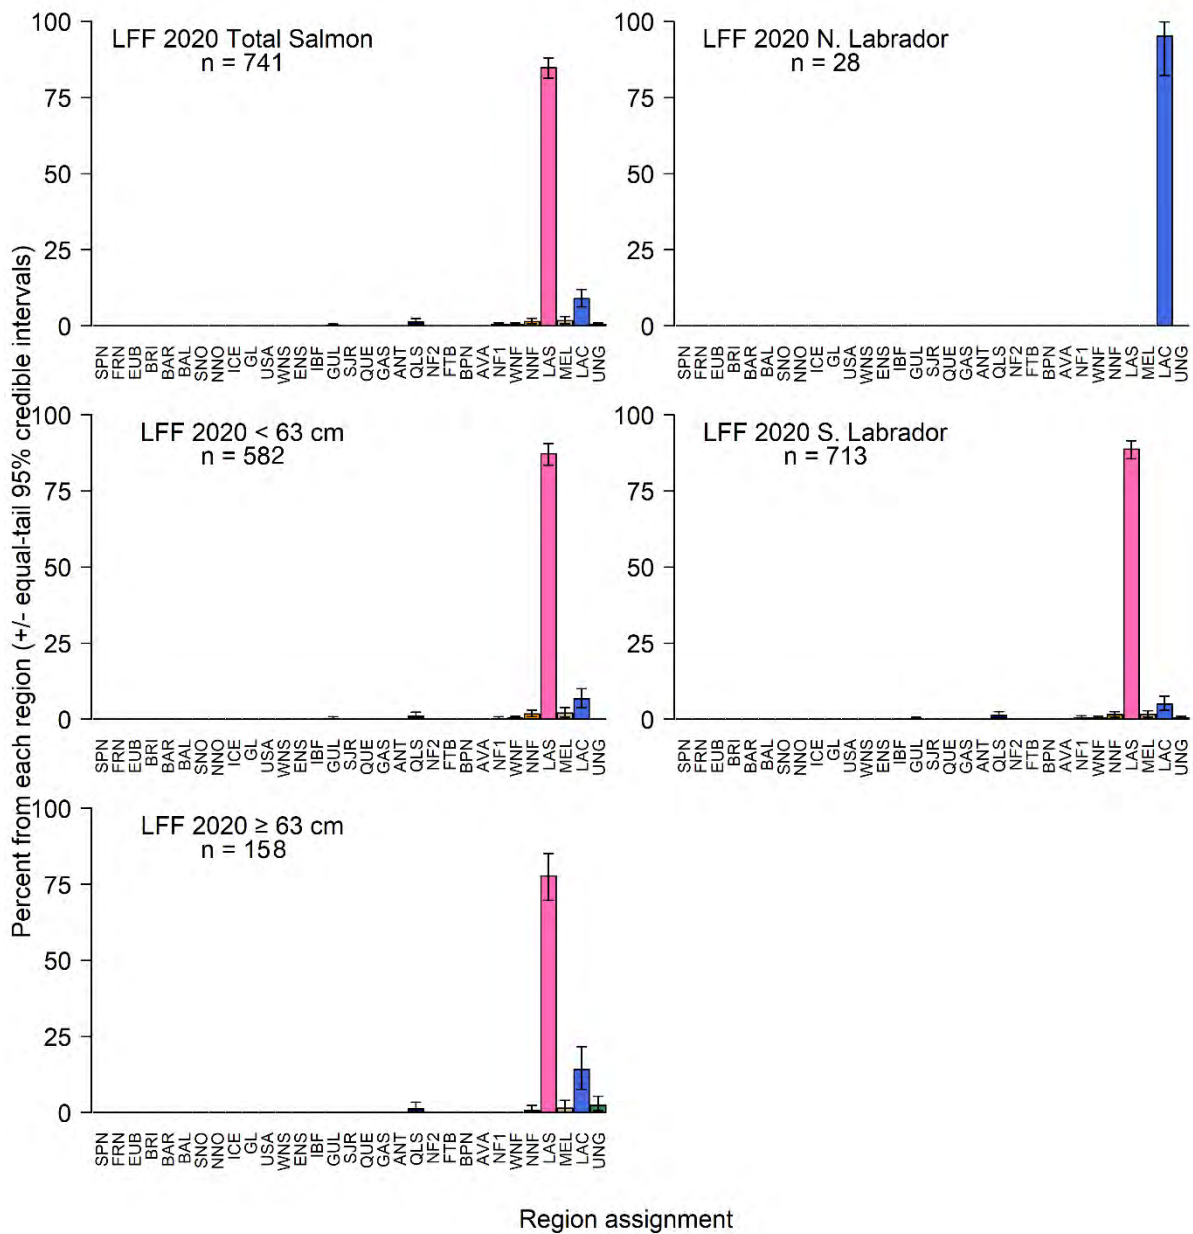 Percent from each region (+/- equal-tail 95% credible intervals)
LFF 2020 Total Salmon
n = 741
100
75
50
25
0
SPN FRN EUB BRI BAR BAL SNO NNO ICE GL USA WNS ENS IBF GUL SJR QUE GAS ANT QLS NF2 FTB BPN AVA NF1 WNF NNF LAS MEL LAC UNG
LFF 2020 N. Labrador
n = 28
100
75
50
25
0
SPN FRN EUB BRI BAR BAL SNO NNO ICE GL USA WNS ENS IBF GUL SJR QUE GAS ANT QLS NF2 FTB BPN AVA NF1 WNF NNF LAS MEL LAC UNG
LFF 2020 < 63 cm
n = 582
100
75
50
25
0
SPN FRN EUB BRI BAR BAL SNO NNO ICE GL USA WNS ENS IBF GUL SJR QUE GAS ANT QLS NF2 FTB BPN AVA NF1 WNF NNF LAS MEL LAC UNG
LFF 2020 S. Labrador
n = 713
100
75
50
25
0
SPN FRN EUB BRI BAR BAL SNO NNO ICE GL USA WNS ENS IBF GUL SJR QUE GAS ANT QLS NF2 FTB BPN AVA NF1 WNF NNF LAS MEL LAC UNG
LFF 2020 ≥ 63 cm
n = 158
100
75
50
25
0
SPN FRN EUB BRI BAR BAL SNO NNO ICE GL USA WNS ENS IBF GUL SJR QUE GAS ANT QLS NF2 FTB BPN AVA NF1 WNF NNF LAS MEL LAC UNG
Region assignment